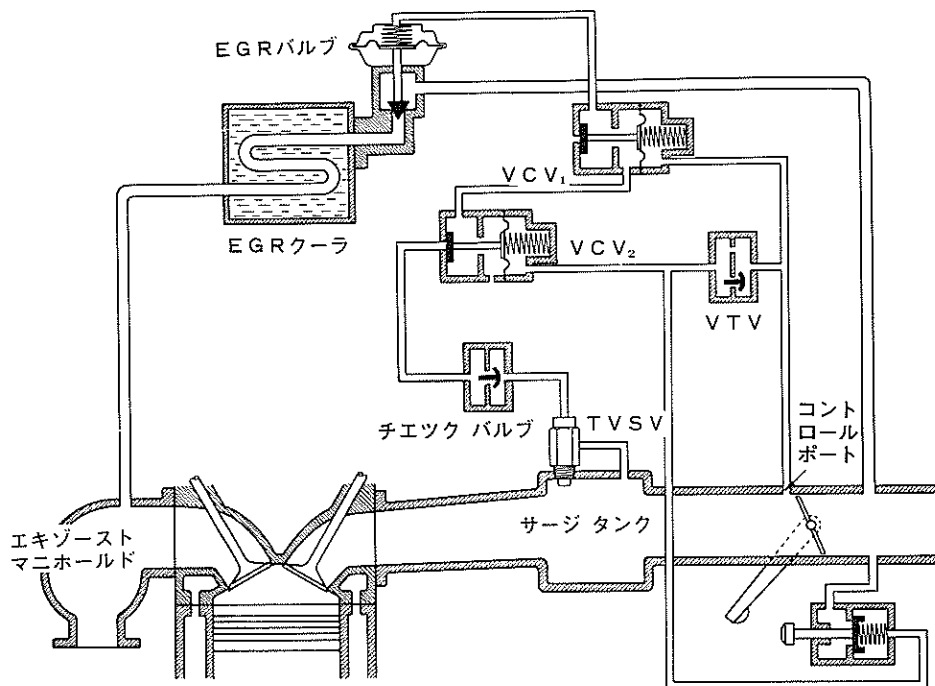 EGRバルブ
VCV₁
EGRクーラ
VCV₂
VTV
コント
ロール
ポート
チエツク バルブ
TVSV
サージ タンク
エキゾースト
マニホールド